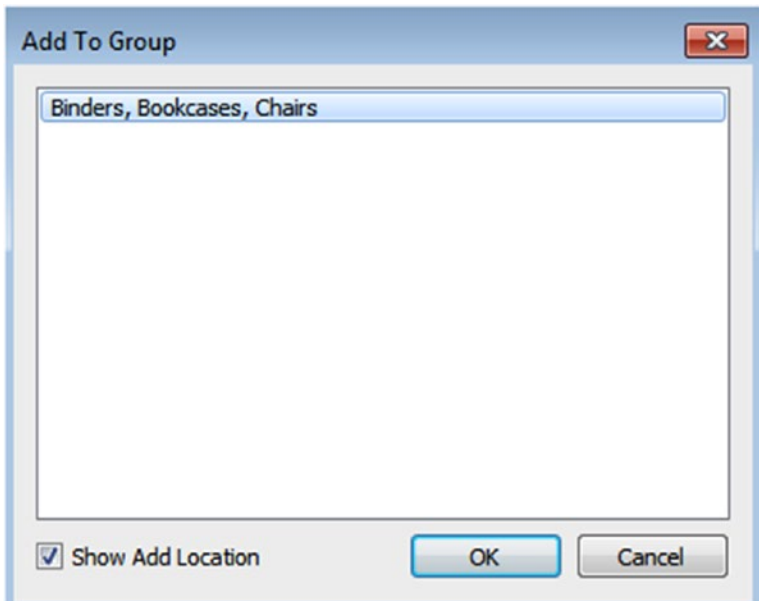 Add To Group
Binders, Bookcases, Chairs
Show Add Location
OK
Cancel